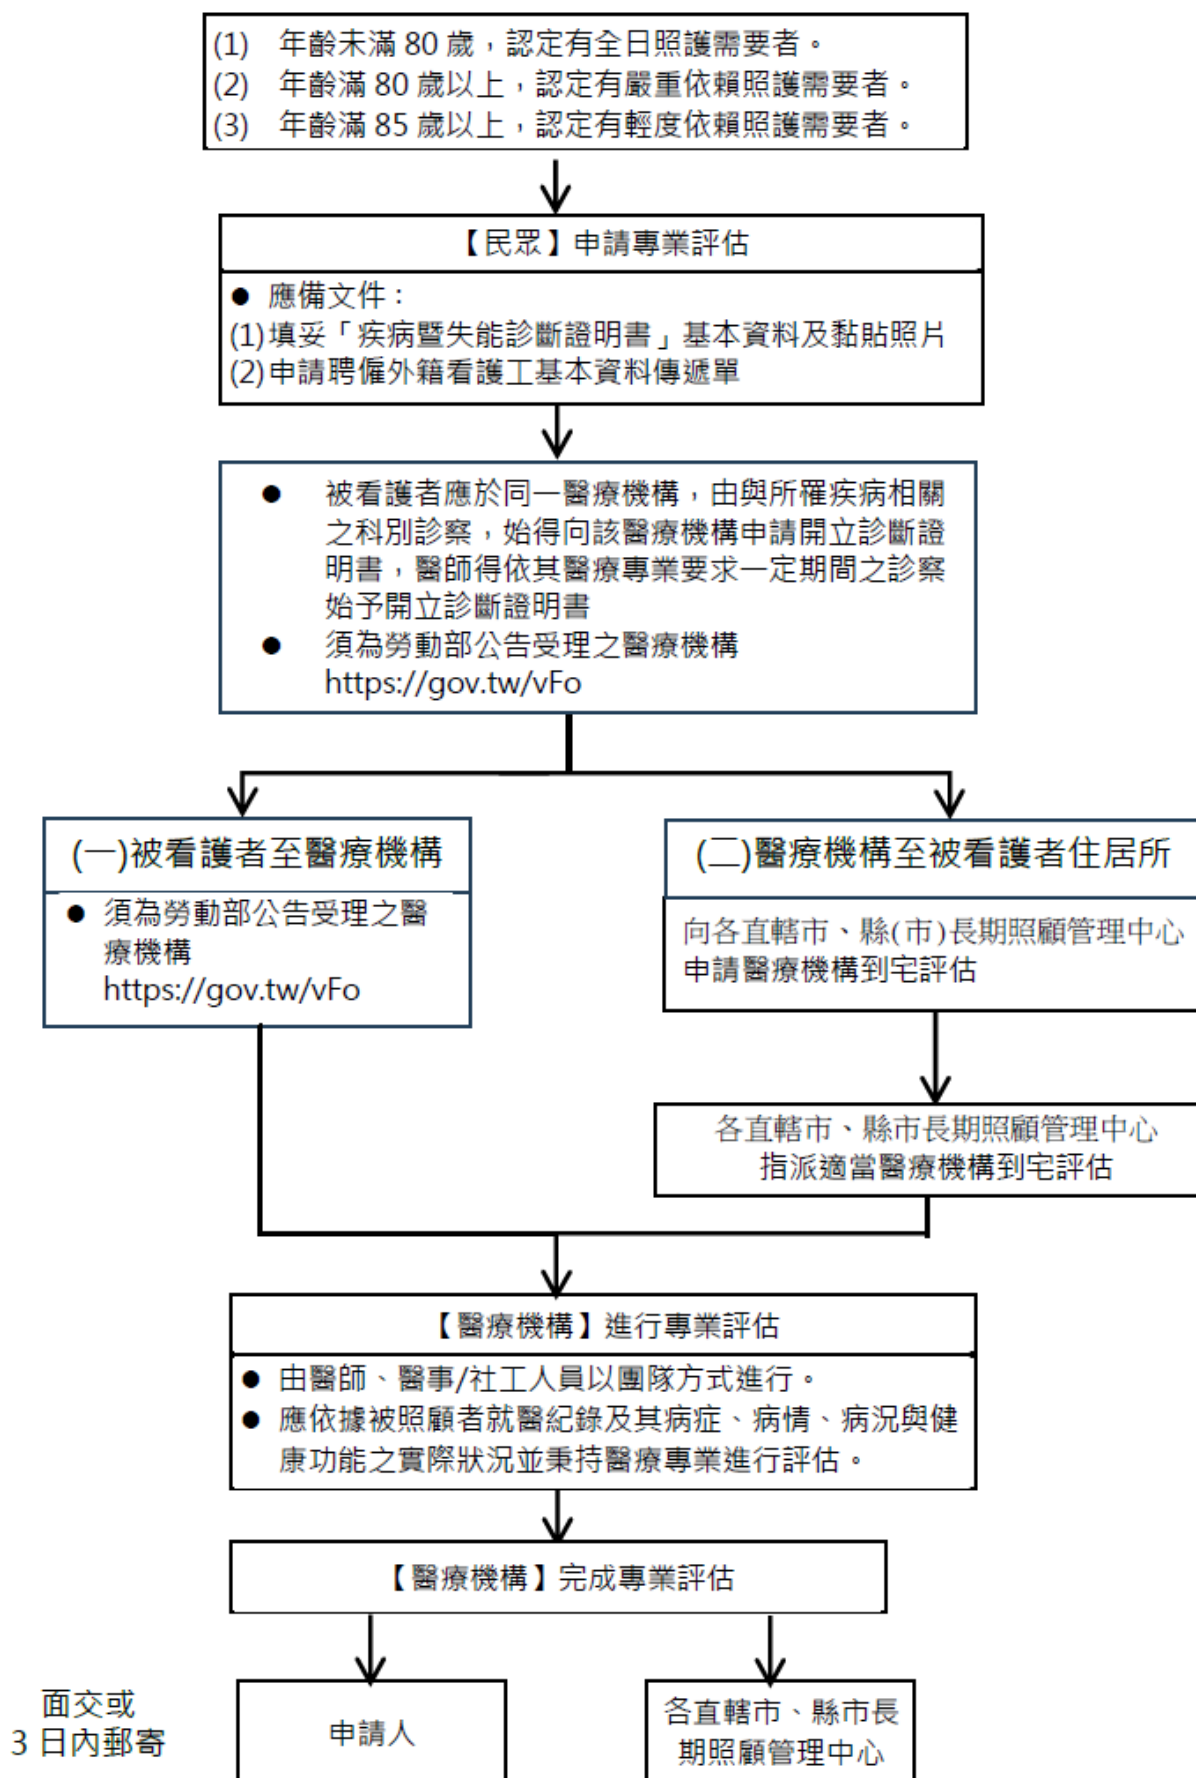 (1) 年齡未滿 80 歲，認定有全日照護需要者。
(2) 年齡滿 80 歲以上，認定有嚴重依賴照護需要者。
(3) 年齡滿 85 歲以上，認定有輕度依賴照護需要者。
【民眾】申請專業評估
● 應備文件：
(1)填妥「疾病暨失能診斷證明書」基本資料及黏貼照片
(2)申請聘僱外籍看護工基本資料傳遞單
● 被看護者應於同一醫療機構，由與所罹疾病相關
之科別診察，始得向該醫療機構申請開立診斷證
明書，醫師得依其醫療專業要求一定期間之診察
始予開立診斷證明書
● 須為勞動部公告受理之醫療機構
https://gov.tw/vFo
(一)被看護者至醫療機構
● 須為勞動部公告受理之醫
療機構
https://gov.tw/vFo
(二)醫療機構至被看護者住居所
向各直轄市、縣(市)長期照顧管理中心
申請醫療機構到宅評估
各直轄市、縣市長期照顧管理中心
指派適當醫療機構到宅評估
【醫療機構】進行專業評估
● 由醫師、醫事/社工人員以團隊方式進行。
● 應依據被照顧者就醫紀錄及其病症、病情、病況與健
康功能之實際狀況並秉持醫療專業進行評估。
【醫療機構】完成專業評估
面交或
3 日內郵寄
申請人
各直轄市、縣市長
期照顧管理中心